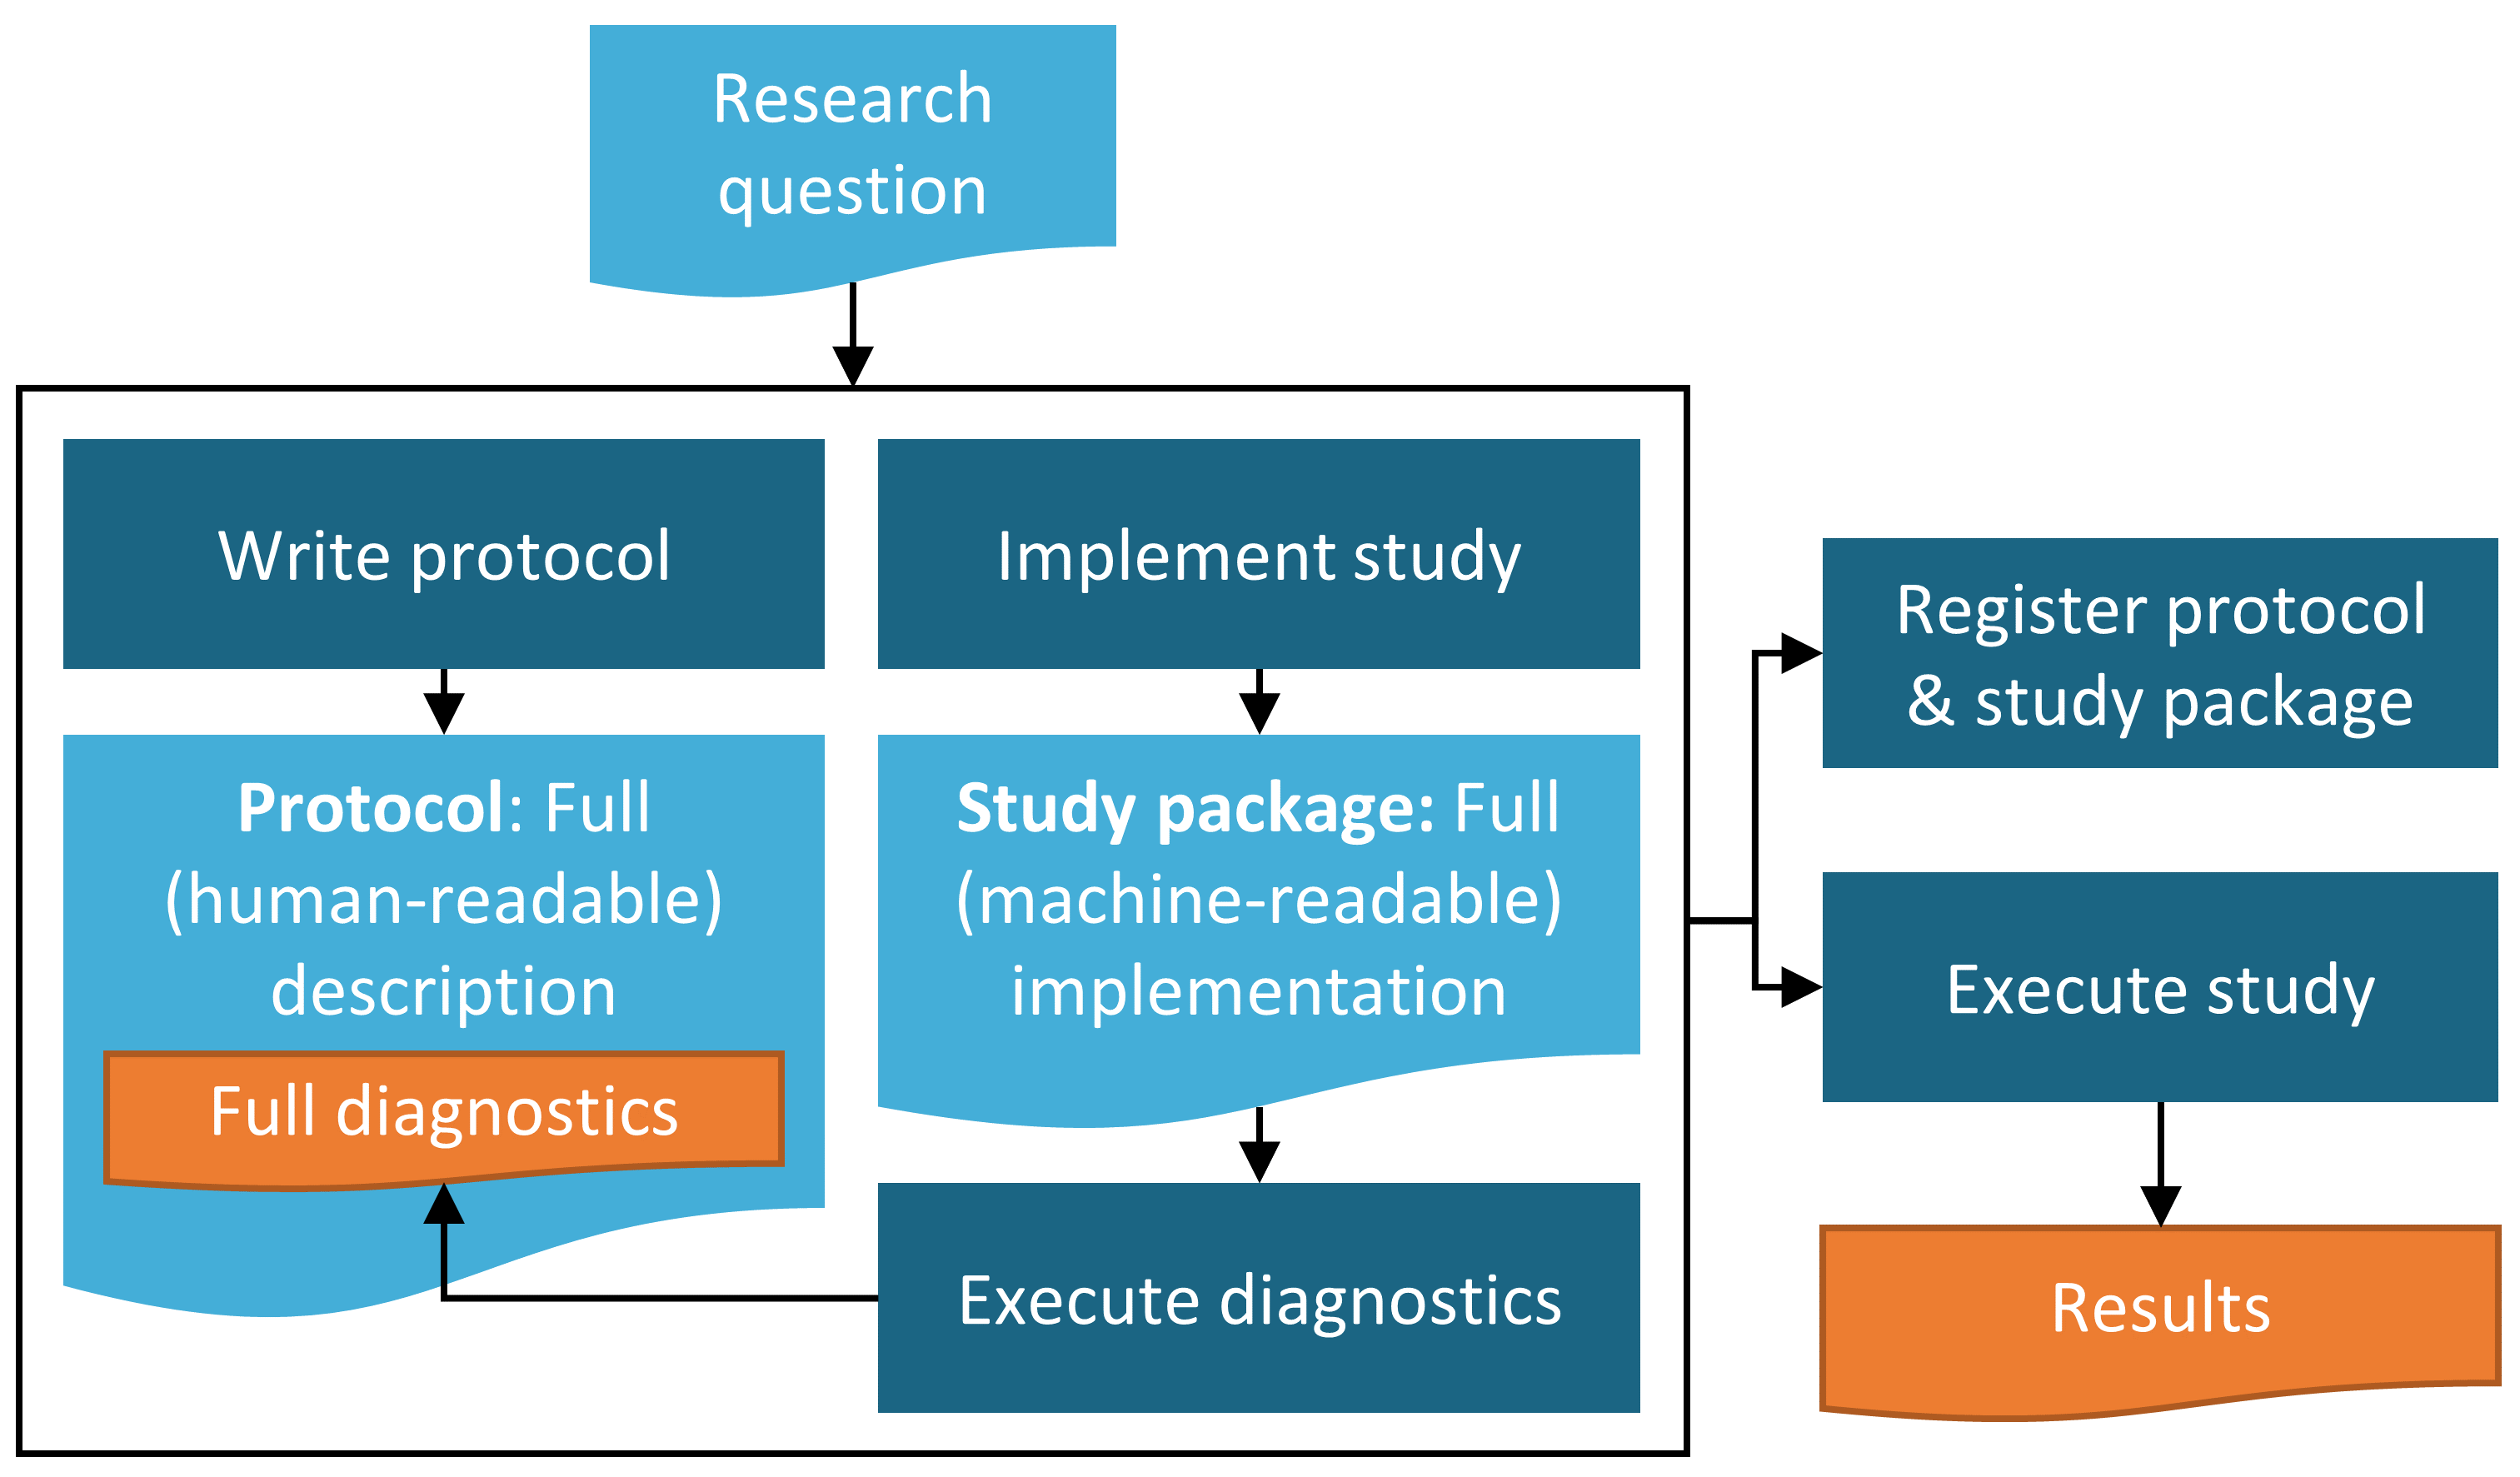 Research
question
Write protocol
Implement study
Protocol: Full
(human-readable)
description
Full diagnostics
Study package: Full
(machine-readable)
implementation
Execute diagnostics
Register protocol
& study package
Execute study
Results